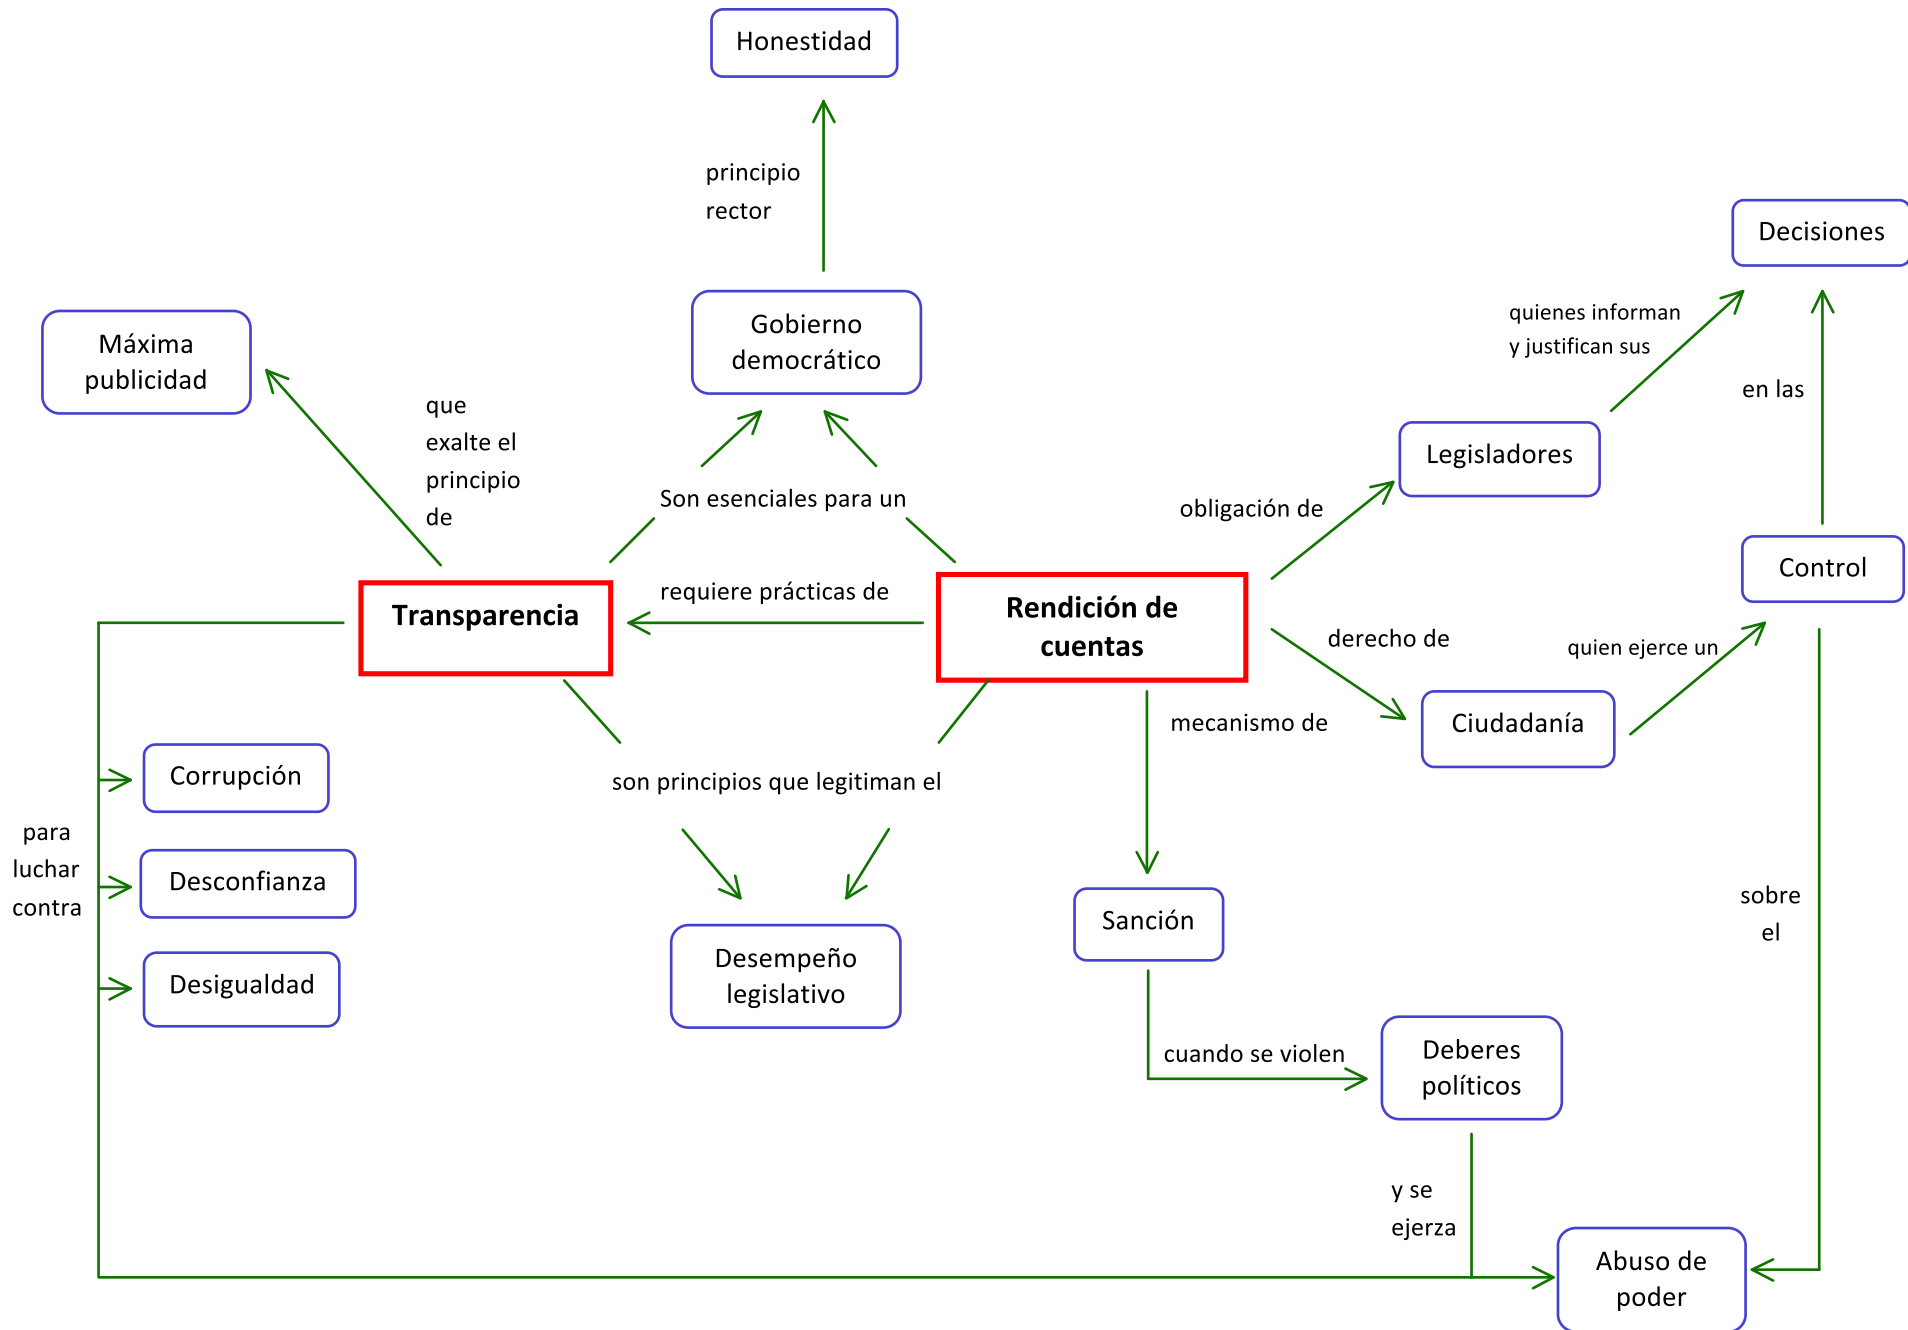 Honestidad
principio
rector
Decisiones
Gobierno
democrático
quienes informan
y justifican sus
Máxima
publicidad
en las
que
exalte el
principio
de
Legisladores
Son esenciales para un
obligación de
Control
requiere prácticas de
Transparencia
Rendición de
cuentas
derecho de
quien ejerce un
Ciudadanía
mecanismo de
Corrupción
son principios que legitiman el
para
luchar
contra
Desconfianza
sobre
el
Sanción
Desempeño
legislativo
Desigualdad
cuando se violen
Deberes
políticos
y se
ejerza
Abuso de
poder